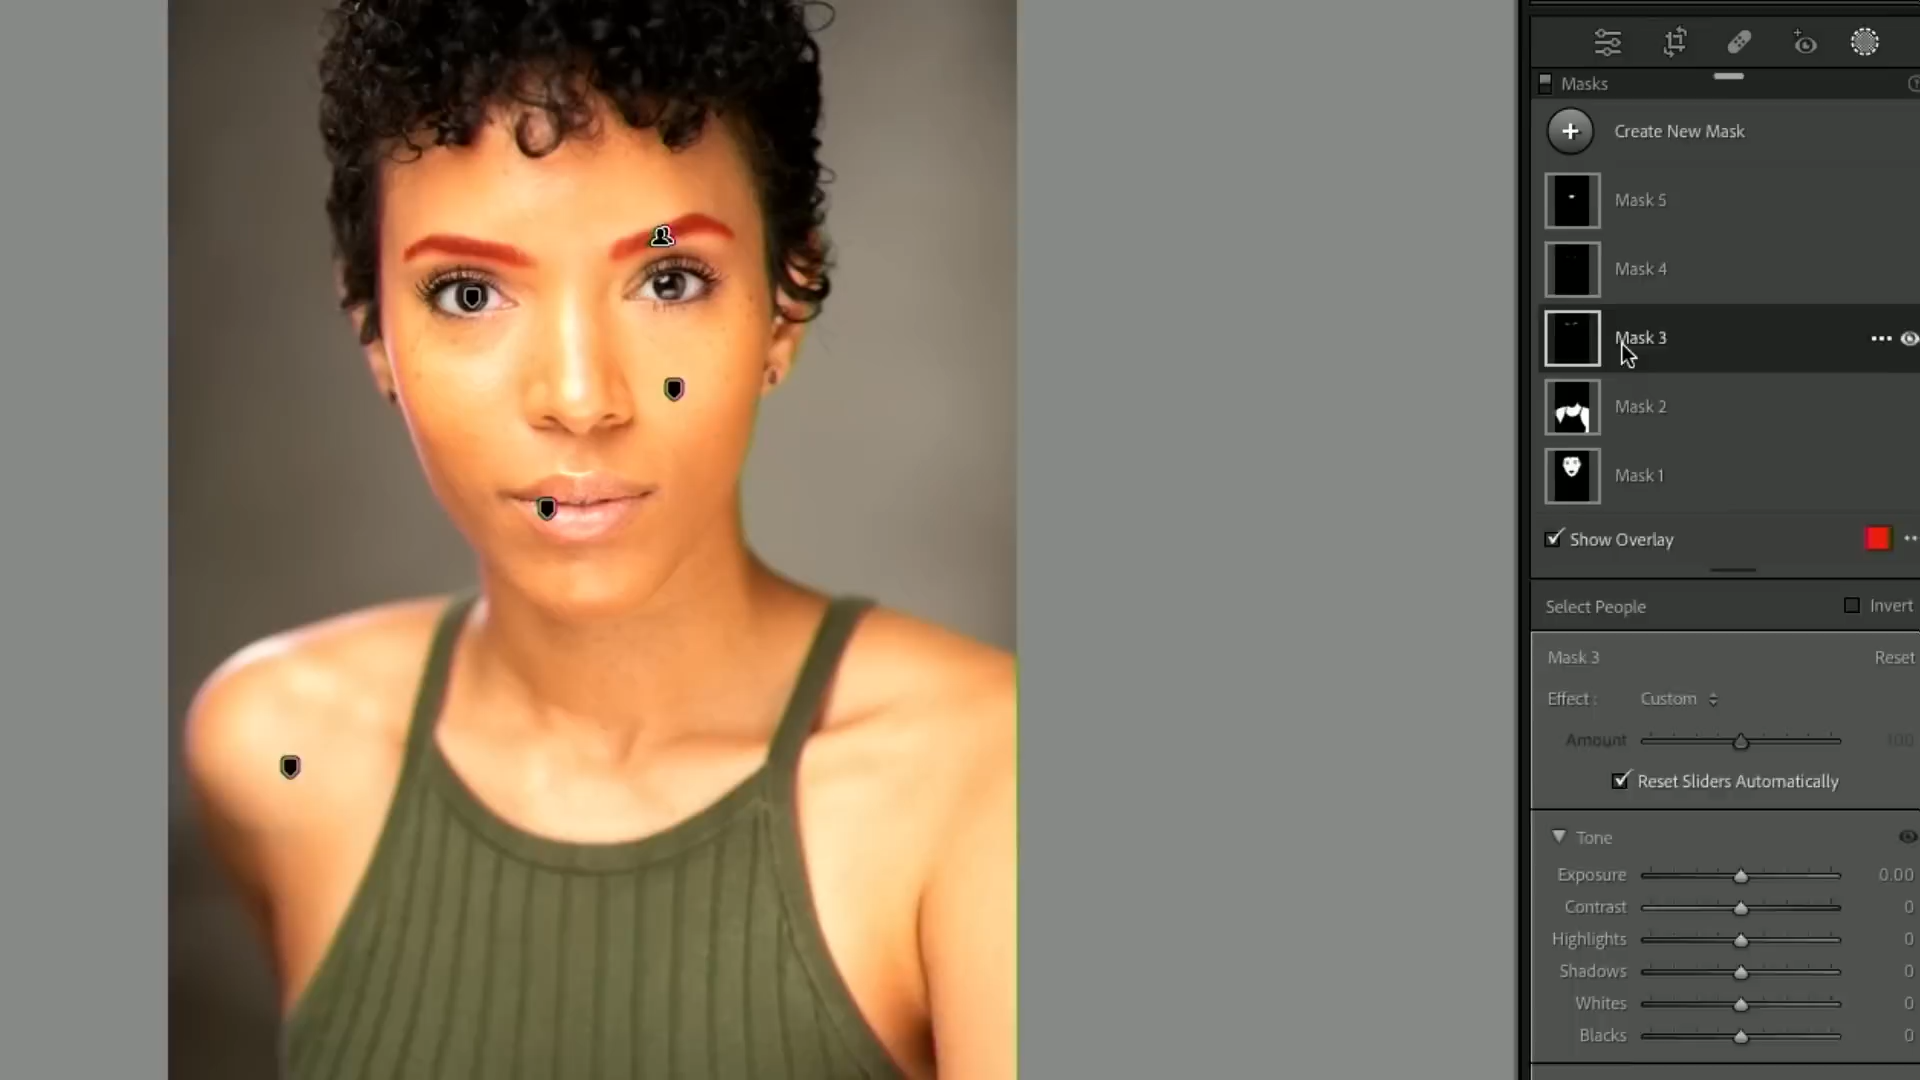 Masks
Create New Mask
Mask 5
Mask 4
Mask 3
Mask 2
Mask 1
Show Overlay
Select People Invert
Mask 3 Reset
Effect : Custom
Amount 100
Reset Sliders Automatically
Tone
Exposure 0.00
Contrast 0
Highlights 0
Shadows 0
Whites 0
Blacks 0